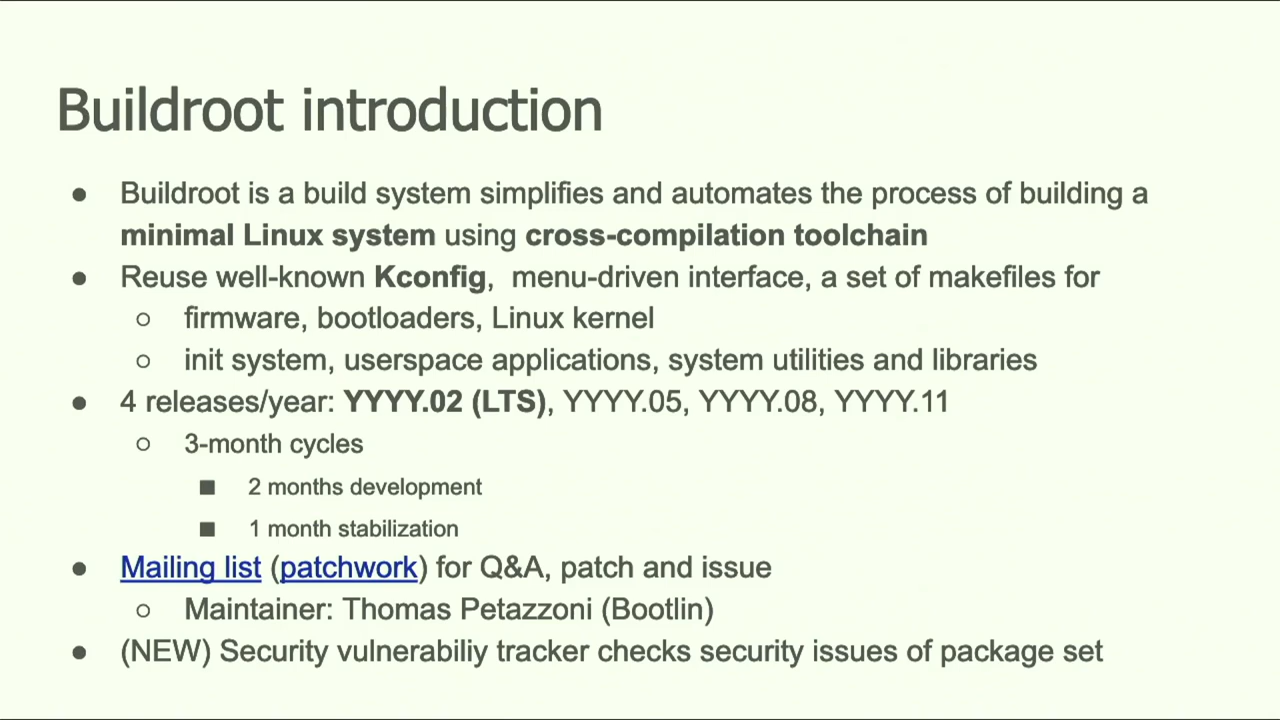 Buildroot introduction
● Buildroot is a build system simplifies and automates the process of building a
minimal Linux system using cross-compilation toolchain
● Reuse well-known Kconfig, menu-driven interface, a set of makefiles for
○ firmware, bootloaders, Linux kernel
○ init system, userspace applications, system utilities and libraries
● 4 releases/year: YYYY.02 (LTS), YYYY.05, YYYY.08, YYYY.11
○ 3-month cycles
■ 2 months development
■ 1 month stabilization
● Mailing list (patchwork) for Q&A, patch and issue
○ Maintainer: Thomas Petazzoni (Bootlin)
● (NEW) Security vulnerabiliy tracker checks security issues of package set